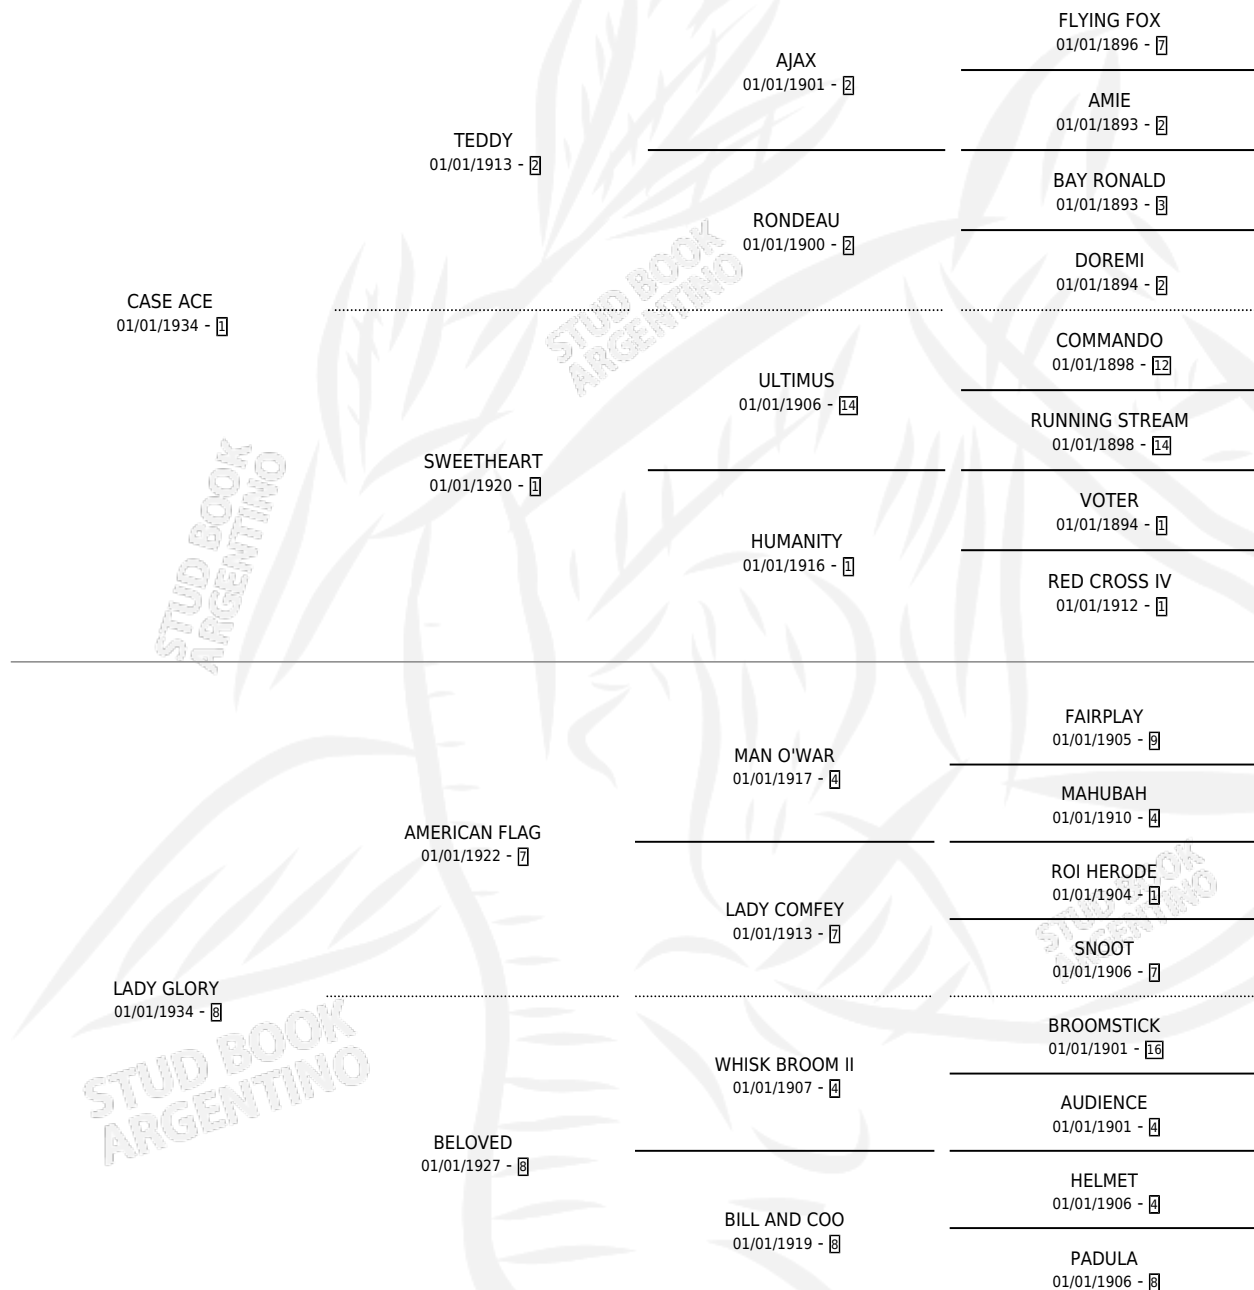 FLYING FOX
01/01/1896 - 7
AJAX
01/01/1901 - 2
AMIE
01/01/1893 - 2
TEDDY
01/01/1913 - 2
BAY RONALD
01/01/1893 - 3
RONDEAU
01/01/1900 - 2
DOREMI
01/01/1894 - 2
CASE ACE
01/01/1934 - 1
COMMANDO
01/01/1898 - 12
ULTIMUS
01/01/1906 - 14
RUNNING STREAM
01/01/1898 - 14
SWEETHEART
01/01/1920 - 1
VOTER
01/01/1894 - 1
HUMANITY
01/01/1916 - 1
RED CROSS IV
01/01/1912 - 1
FAIRPLAY
01/01/1905 - 9
MAN O'WAR
01/01/1917 - 4
MAHUBAH
01/01/1910 - 4
AMERICAN FLAG
01/01/1922 - 7
ROI HERODE
01/01/1904 - 1
LADY COMFEY
01/01/1913 - 7
SNOOT
01/01/1906 - 7
LADY GLORY
01/01/1934 - 8
BROOMSTICK
01/01/1901 - 16
WHISK BROOM II
01/01/1907 - 4
AUDIENCE
01/01/1901 - 4
BELOVED
01/01/1927 - 8
HELMET
01/01/1906 - 4
BILL AND COO
01/01/1919 - 8
PADULA
01/01/1906 - 8
STUD BOOK
ARGENTINO
STUD BOOK
ARGENTINO
STUD BOOK
ARGENTINO
STUD BOOK
ARGENTINO